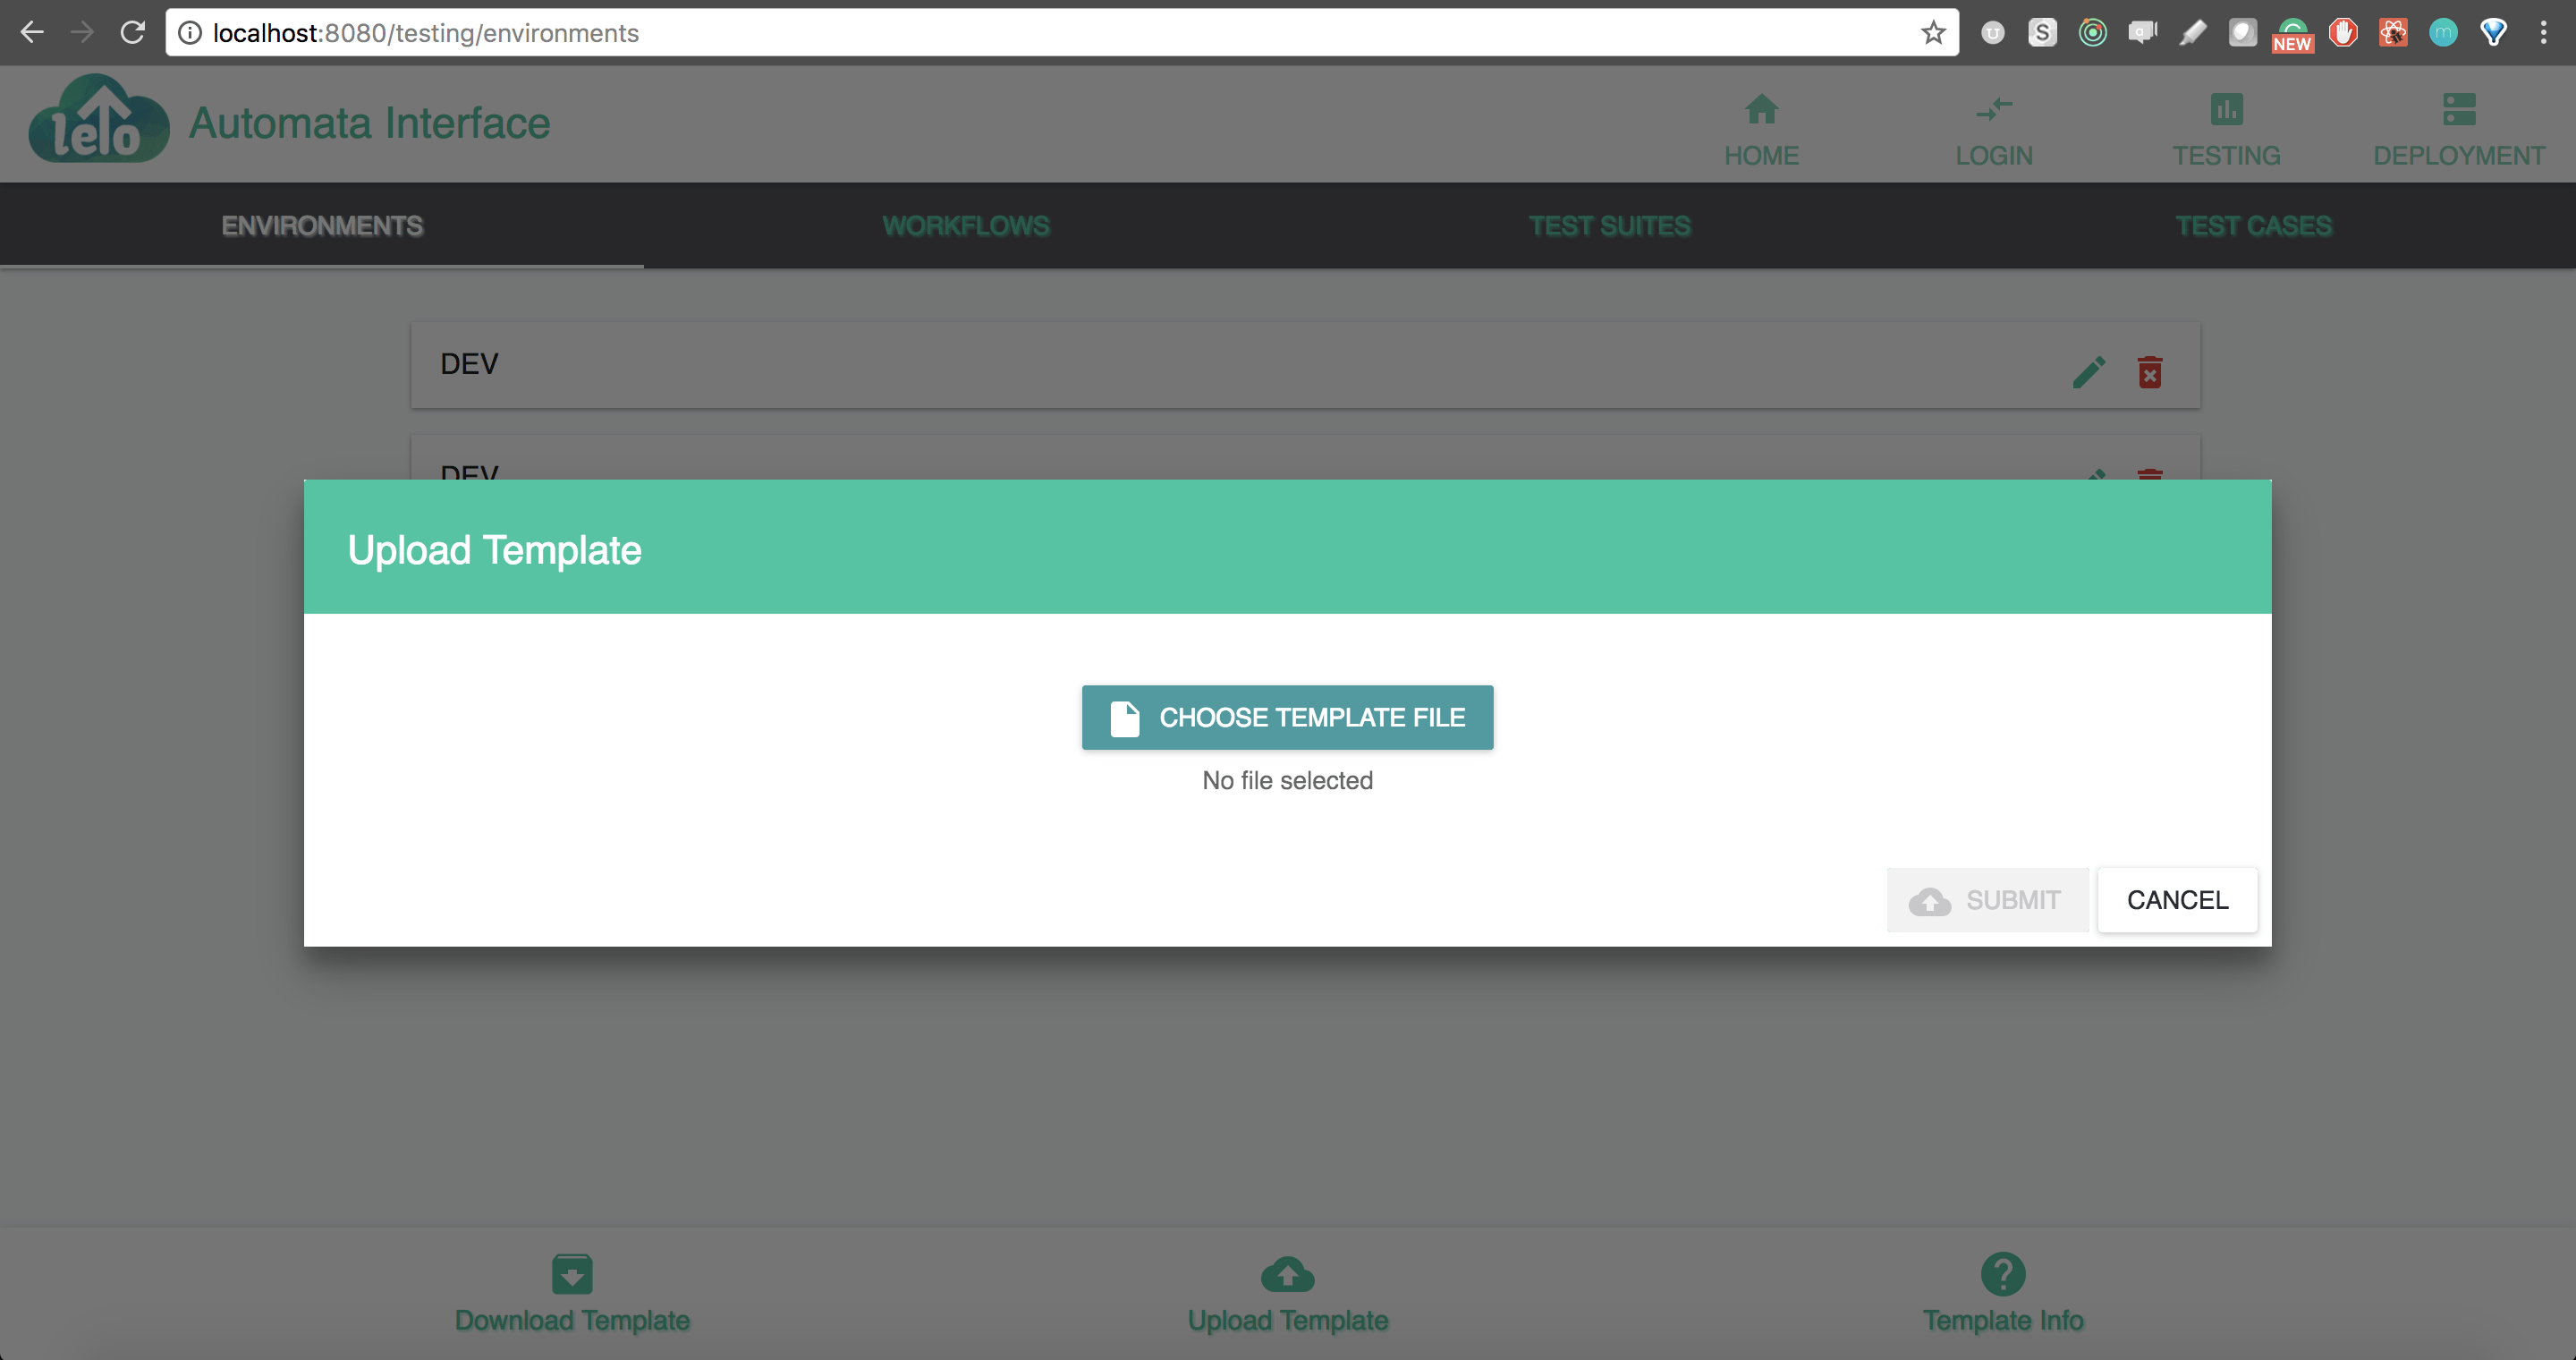 localhost:8080/testing/environments
NEW
lelo
Automata Interface
HOME
LOGIN
TESTING
DEPLOYMENT
ENVIRONMENTS
WORKFLOWS
TEST SUITES
TEST CASES
DEV
DEV
Upload Template
CHOOSE TEMPLATE FILE
No file selected
SUBMIT
CANCEL
Download Template
Upload Template
Template Info